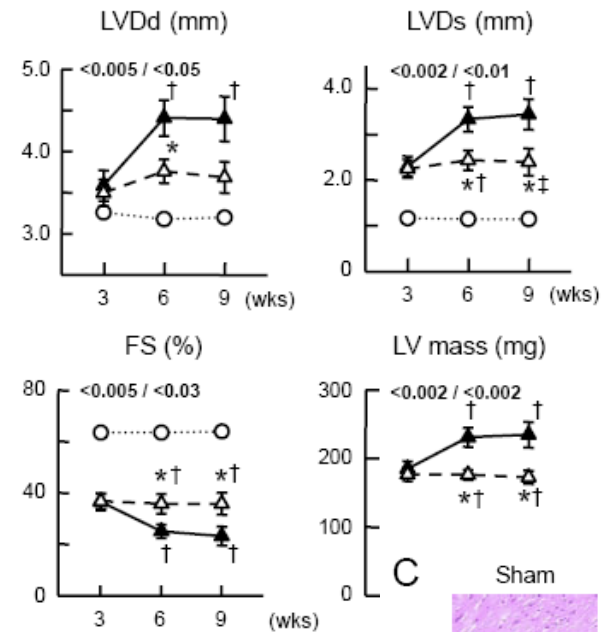 LVDd (mm)
5.0
<0.005 / <0.05
†
†
4.0
*
3.0
3 6 9 (wks)
LVDs (mm)
4.0
<0.002 / <0.01
†
†
2.0
*† *‡
0
3 6 9 (wks)
FS (%)
80
<0.005 / <0.03
*† *†
40
†
†
0
3 6 9 (wks)
LV mass (mg)
300
<0.002 / <0.002
†
†
200
*† *†
100
0
C Sham